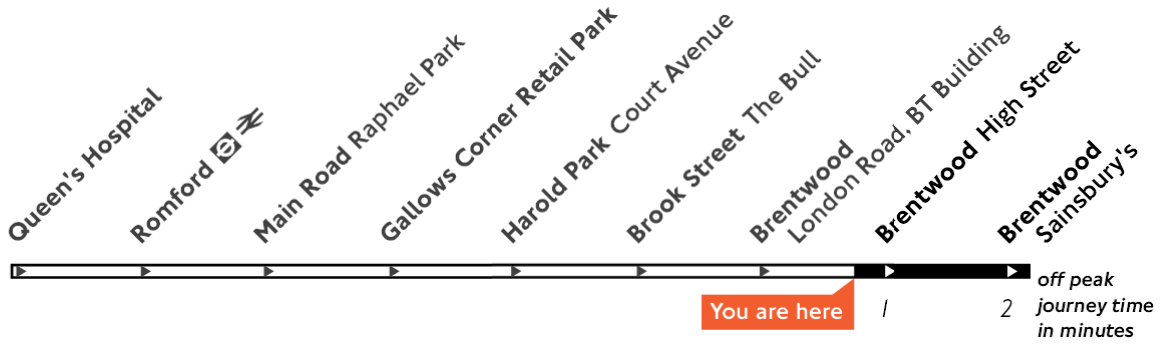 Queen's Hospital
Romford
Main Road Raphael Park
Gallows Corner Retail Park
Harold Park Court Avenue
Brook Street The Bull
Brentwood
London Road, BT Building
Brentwood High Street
Brentwood
Sainsbury's
You are here
1
2
off peak
journey time
in minutes